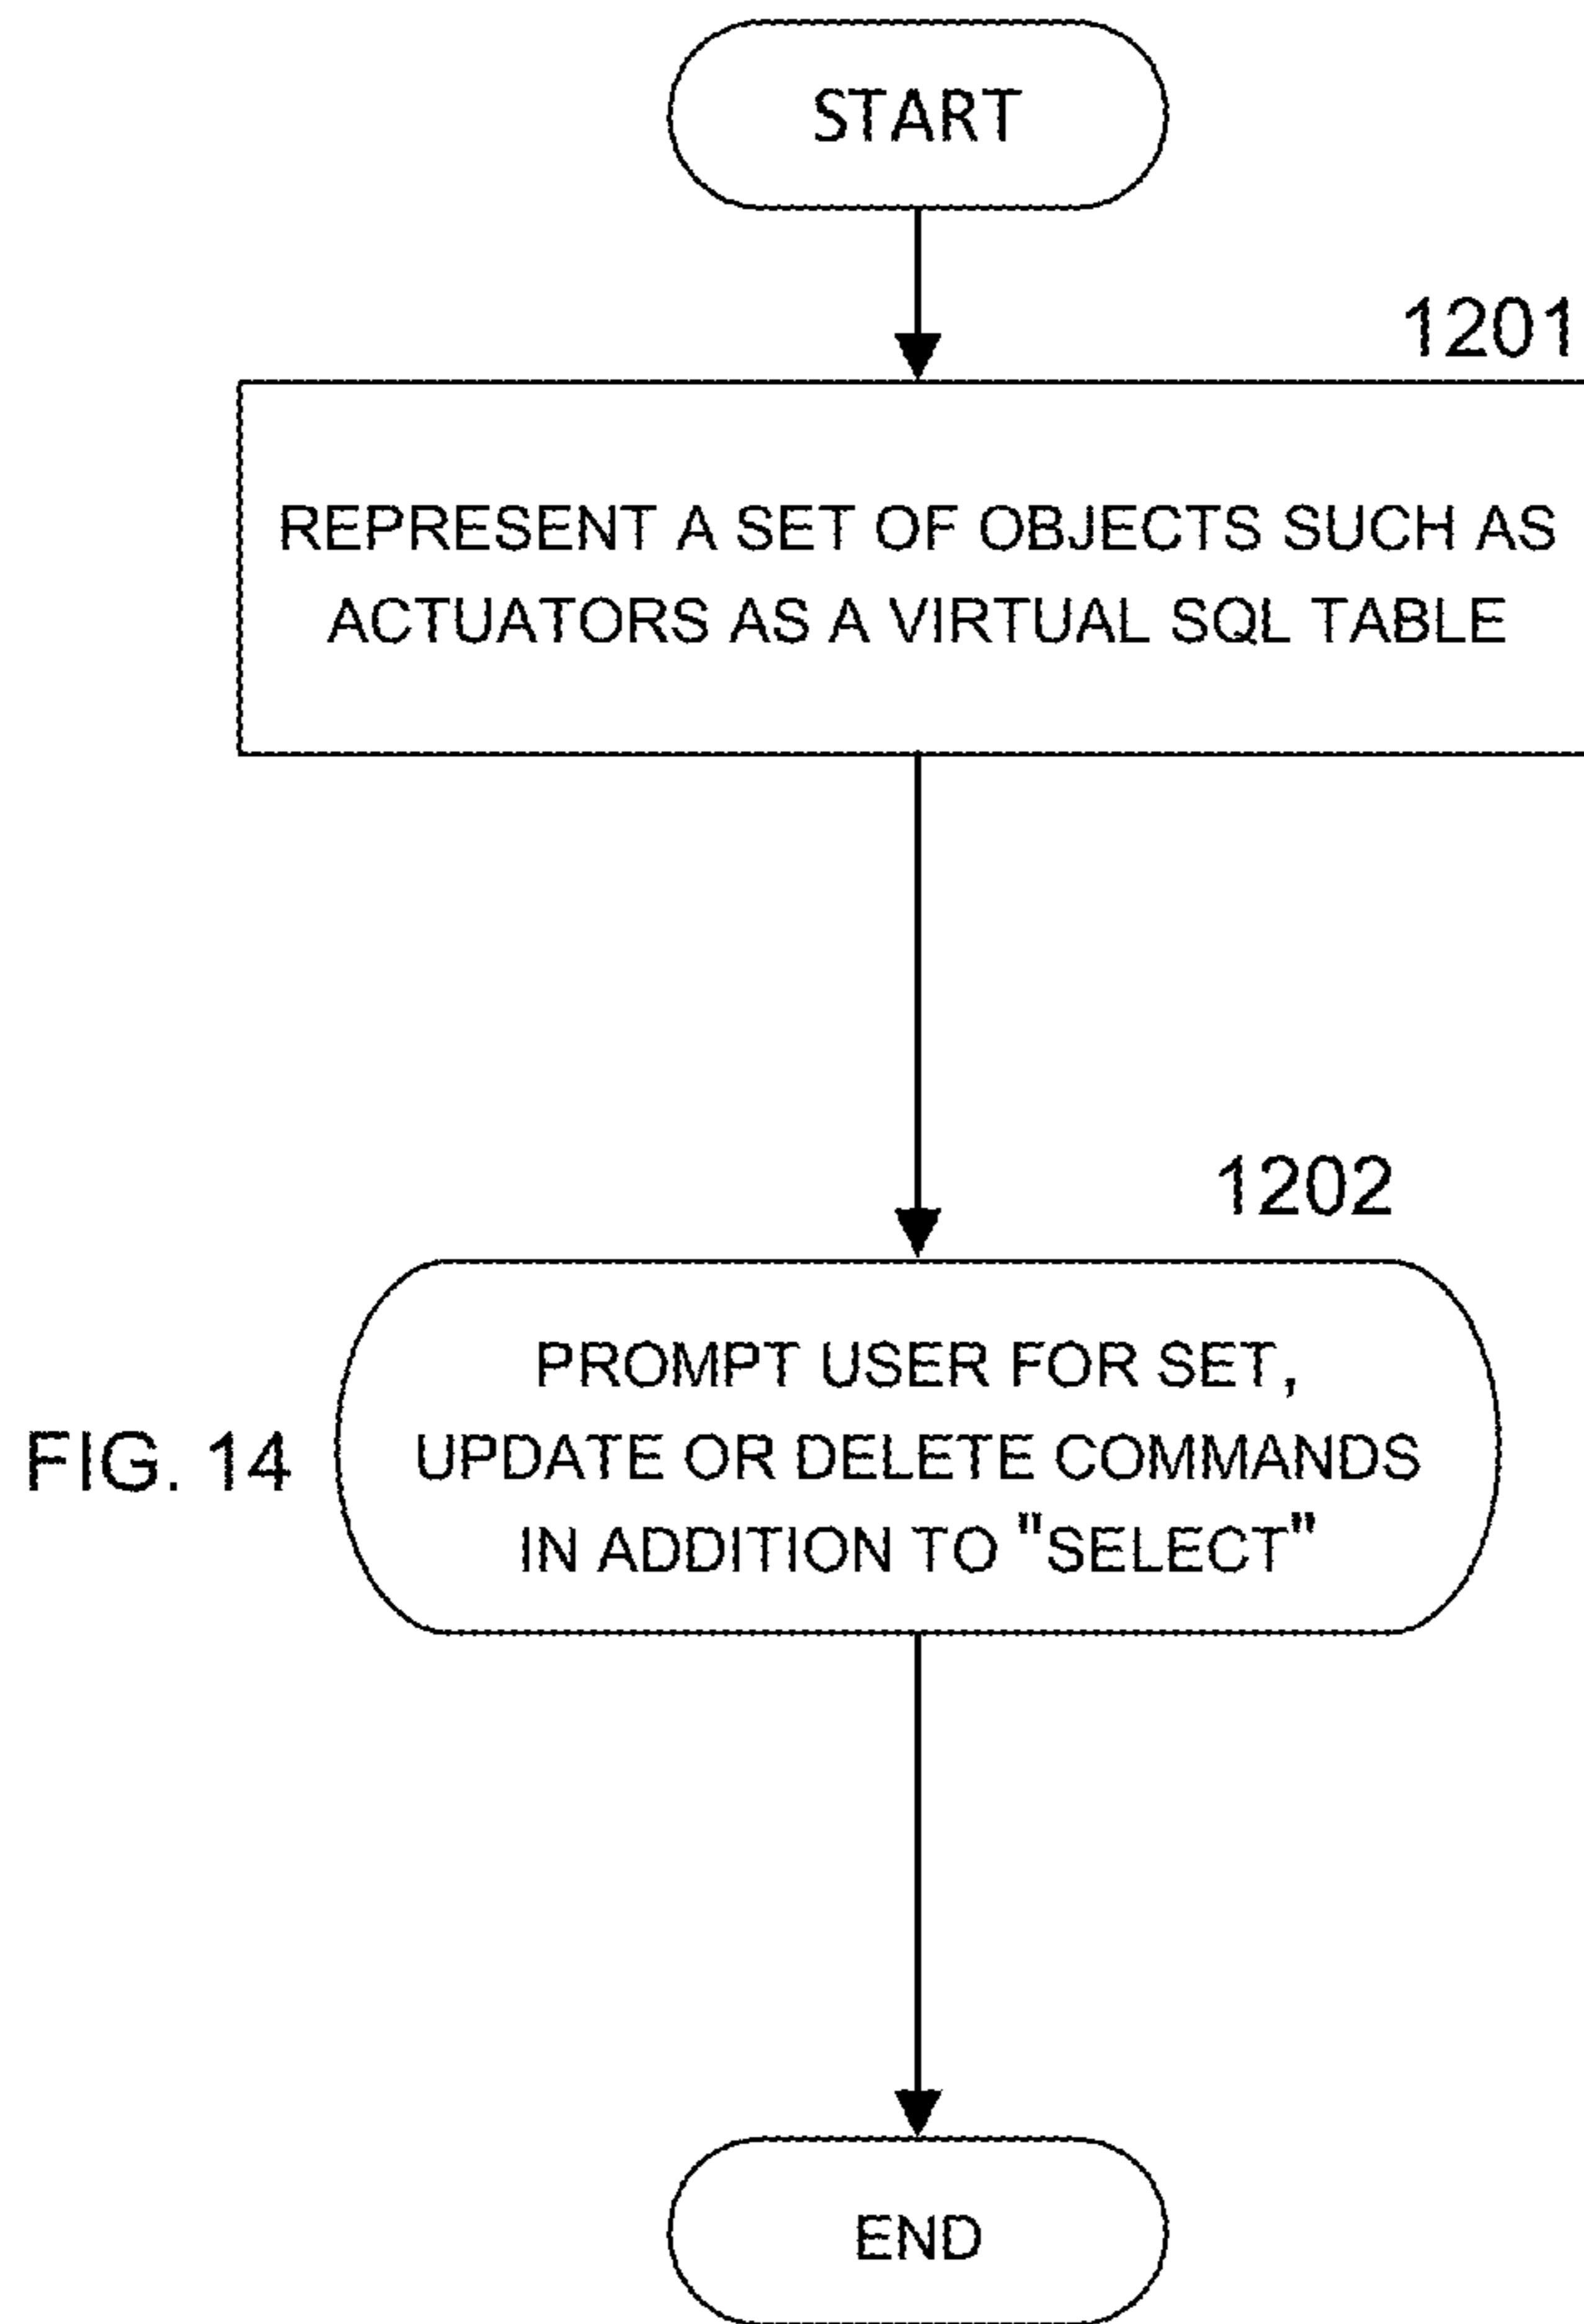 START
1201
REPRESENT A SET OF OBJECTS SUCH AS
ACTUATORS AS A VIRTUAL SQL TABLE
1202
PROMPT USER FOR SET,
UPDATE OR DELETE COMMANDS
IN ADDITION TO "SELECT"
FIG. 14
END